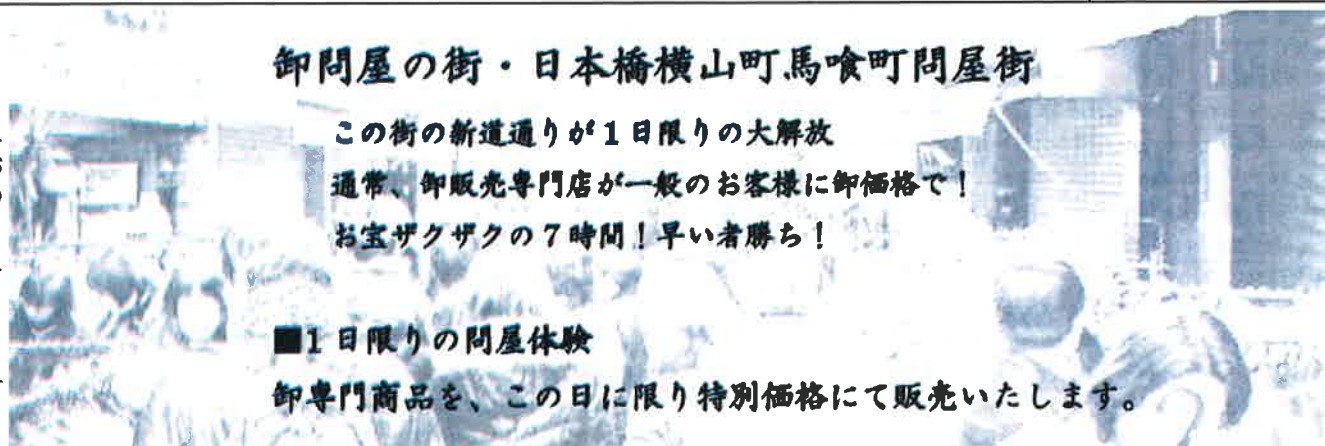 卸問屋の街・日本橋横山町馬喰町問屋街
この街の新道通りが1日限りの大解放
通常、卸販売専門店が一般のお客様に卸価格で！
お宝ザクザクの7時間！早い者勝ち！
■1日限りの問屋体験
卸専門商品を、この日に限り特別価格にて販売いたします。